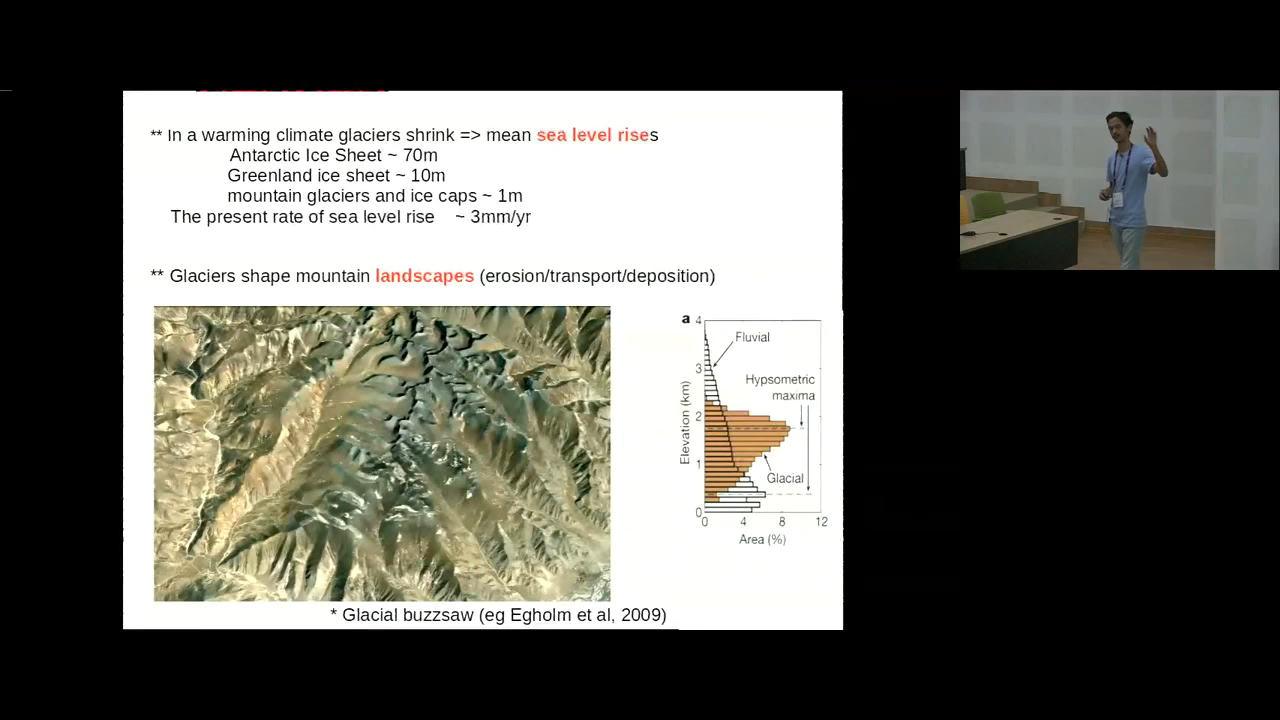 ** In a warming climate glaciers shrink => mean sea level rises
Antarctic Ice Sheet ~ 70m
Greenland ice sheet ~ 10m
mountain glaciers and ice caps ~ 1m
The present rate of sea level rise ~ 3mm/yr
** Glaciers shape mountain landscapes (erosion/transport/deposition)
a
4
Fluvial
3
Hypsometric
maxima
2
Elevation (km)
1
Glacial
0
0 4 8 12
Area (%)
* Glacial buzzsaw (eg Egholm et al, 2009)